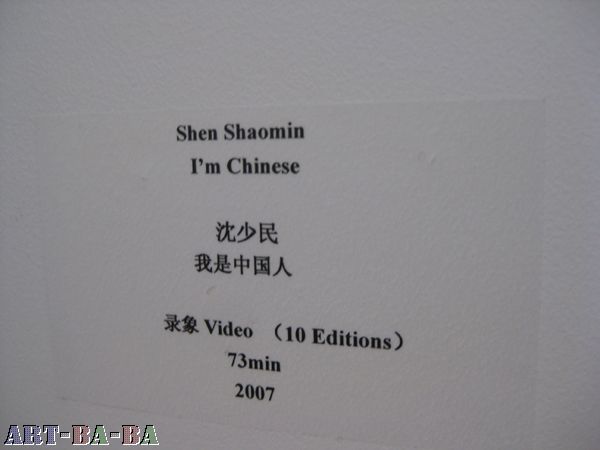 Shen Shaomin
I'm Chinese
沈少民
我是中国人
录象 Video （10 Editions）
73min
2007
ART-BA-BA